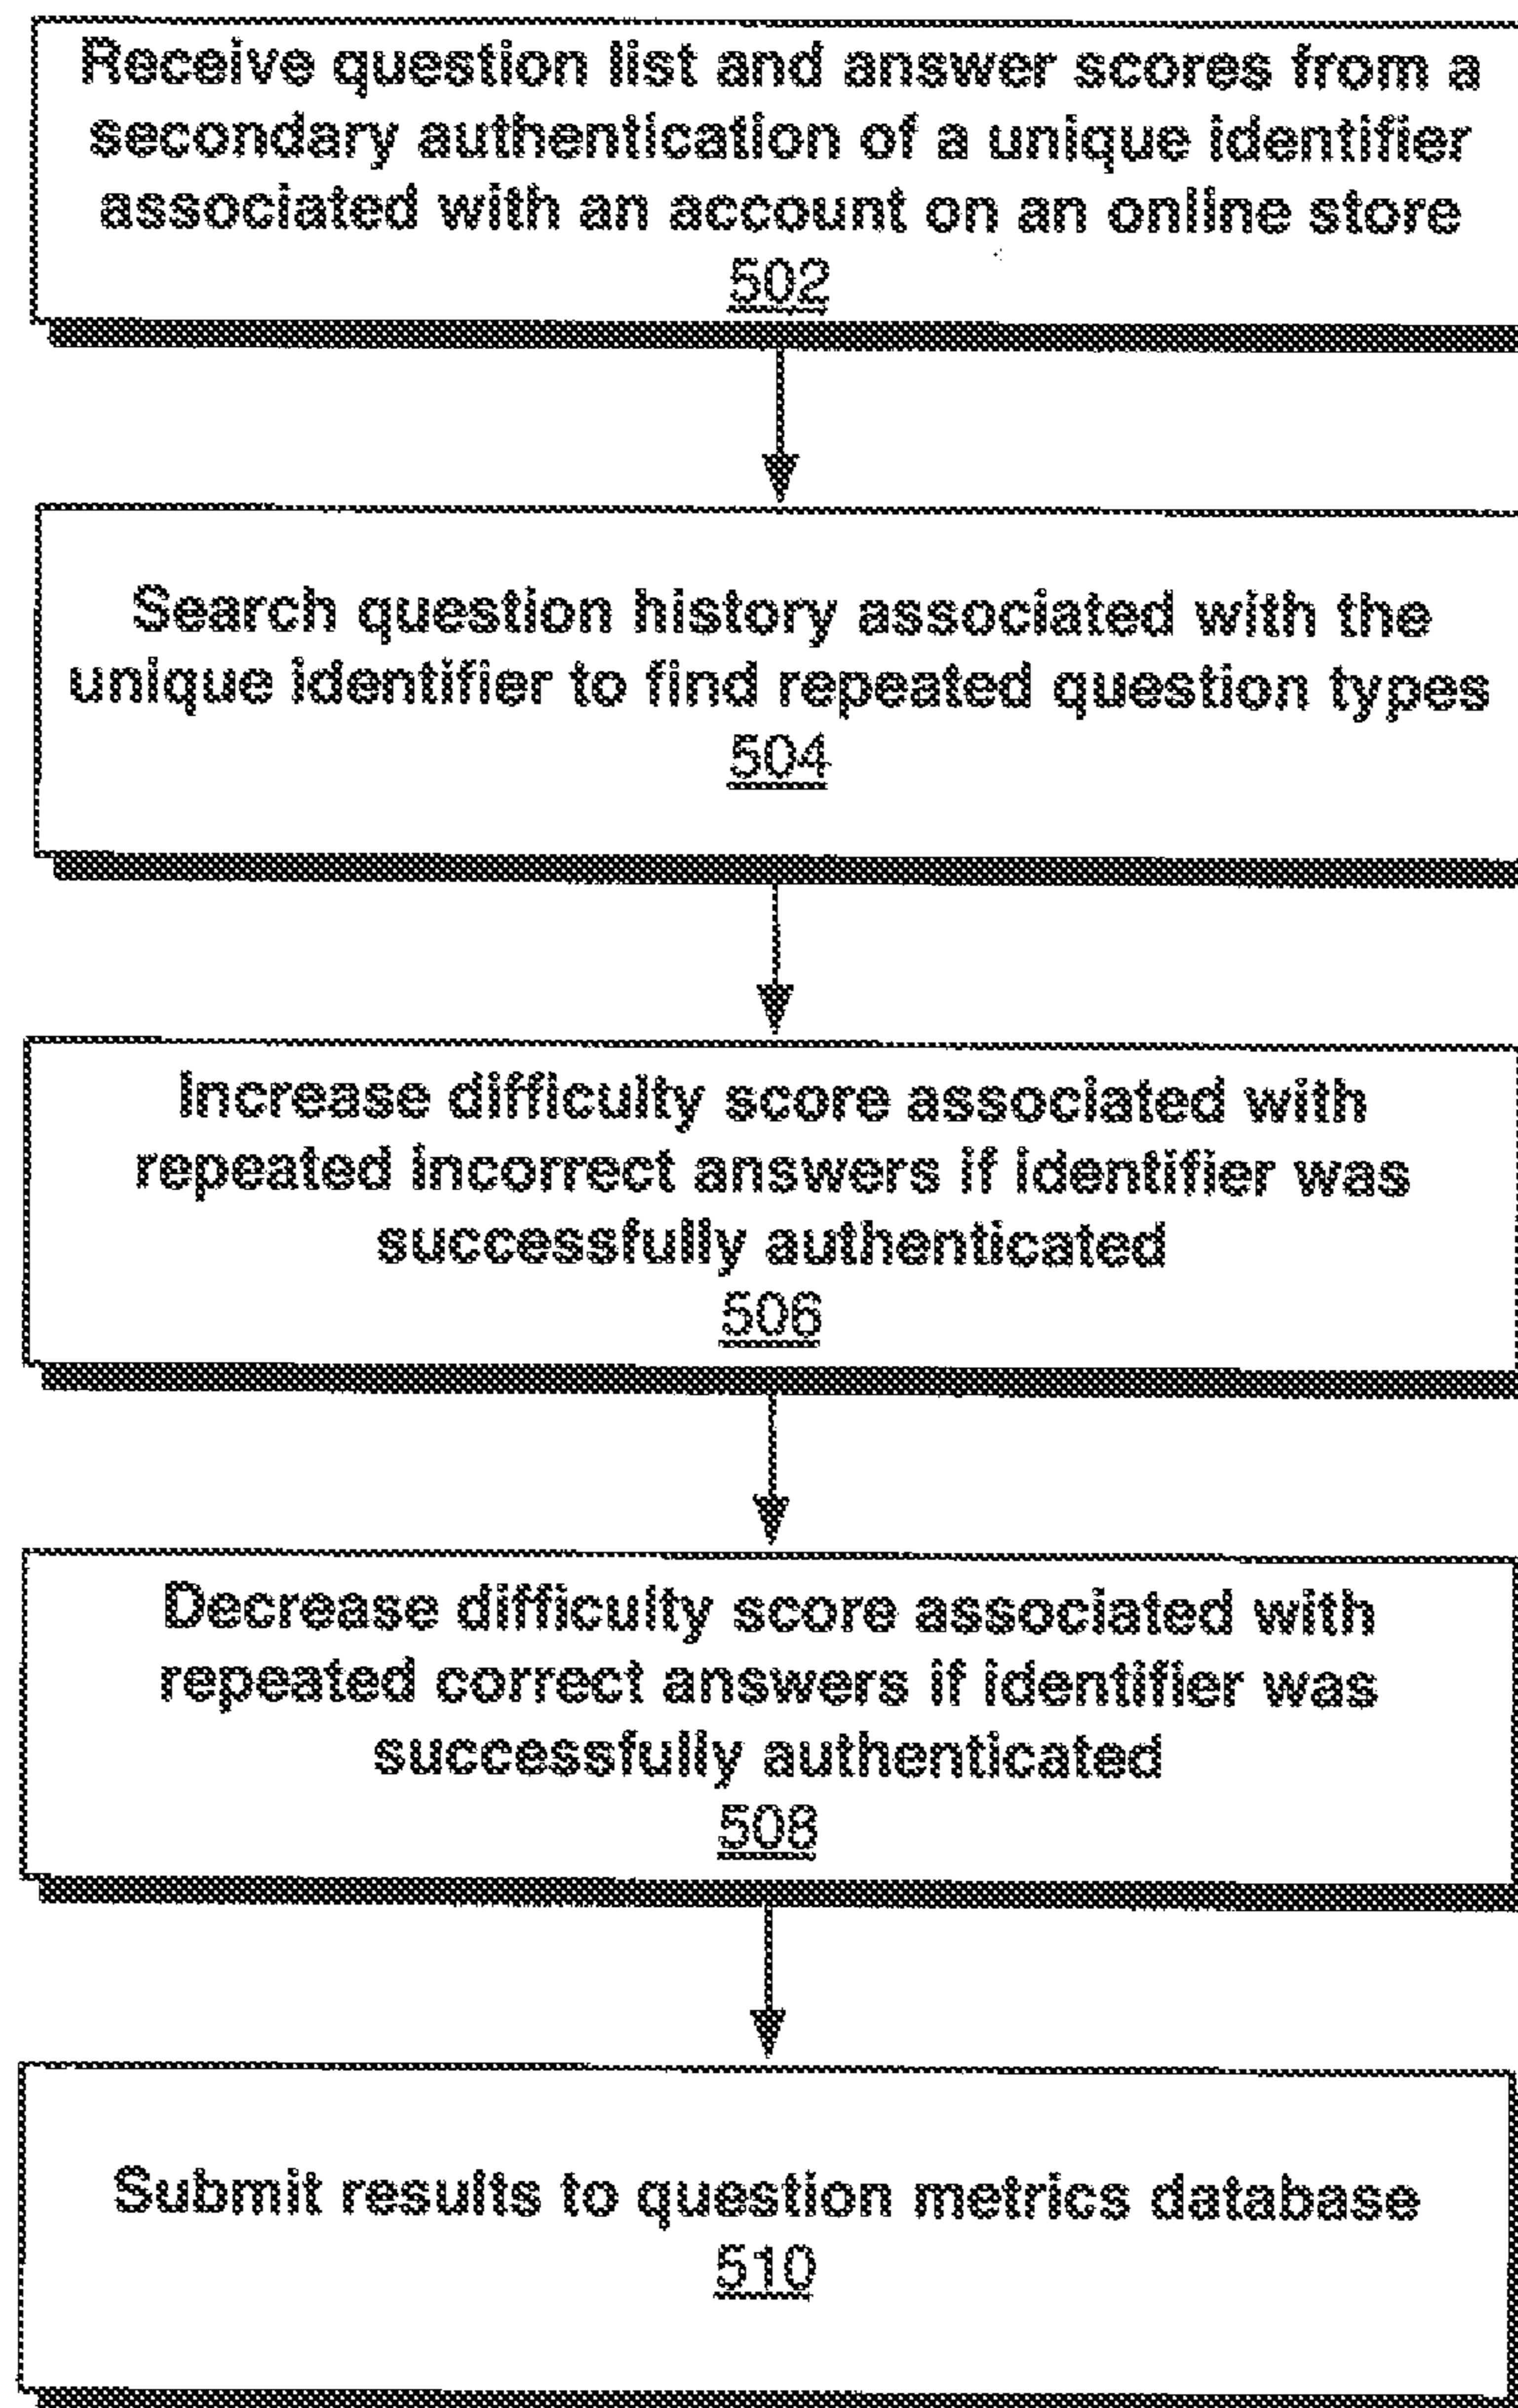 Receive question list and answer scores from a
secondary authentication of a unique identifier
associated with an account on an online store
502
Search question history associated with the
unique identifier to find repeated question types
504
Increase difficulty score associated with
repeated incorrect answers if identifier was
successfully authenticated
506
Decrease difficulty score associated with
repeated correct answers if identifier was
successfully authenticated
508
Submit results to question metrics database
510